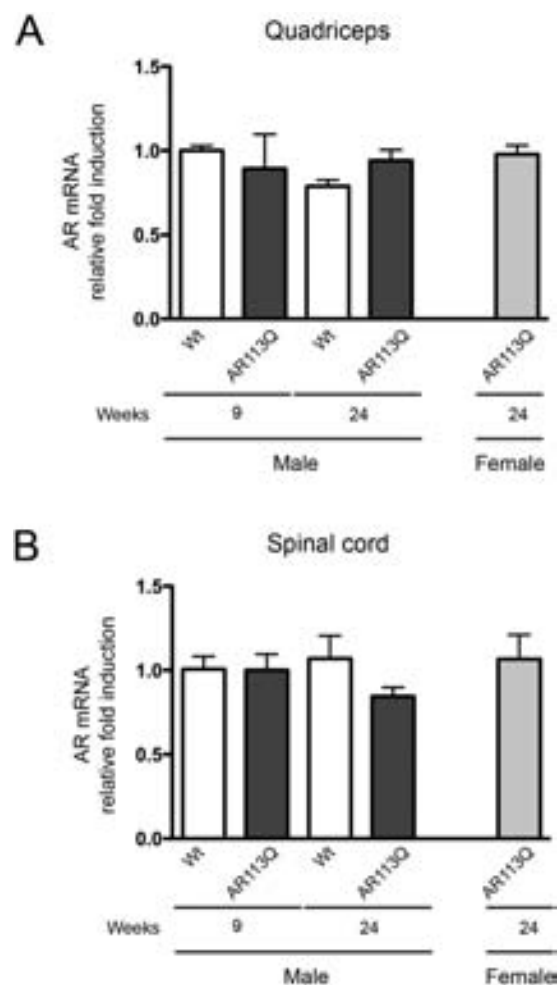 A
Quadriceps
AR mRNA
relative fold induction
1.5
1.0
0.5
0.0
Wt
AR113Q
Wt
AR113Q
AR113Q
Weeks 9 24 24
Male Female
B
Spinal cord
AR mRNA
relative fold induction
1.5
1.0
0.5
0.0
Wt
AR113Q
Wt
AR113Q
AR113Q
Weeks 9 24 24
Male Female